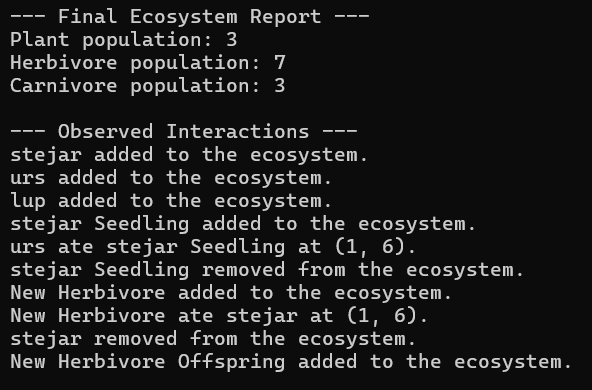 --- Final Ecosystem Report ---
Plant population: 3
Herbivore population: 7
Carnivore population: 3
--- Observed Interactions ---
stejar added to the ecosystem.
urs added to the ecosystem.
lup added to the ecosystem.
stejar Seedling added to the ecosystem.
urs ate stejar Seedling at (1, 6).
stejar Seedling removed from the ecosystem.
New Herbivore added to the ecosystem.
New Herbivore ate stejar at (1, 6).
stejar removed from the ecosystem.
New Herbivore Offspring added to the ecosystem.